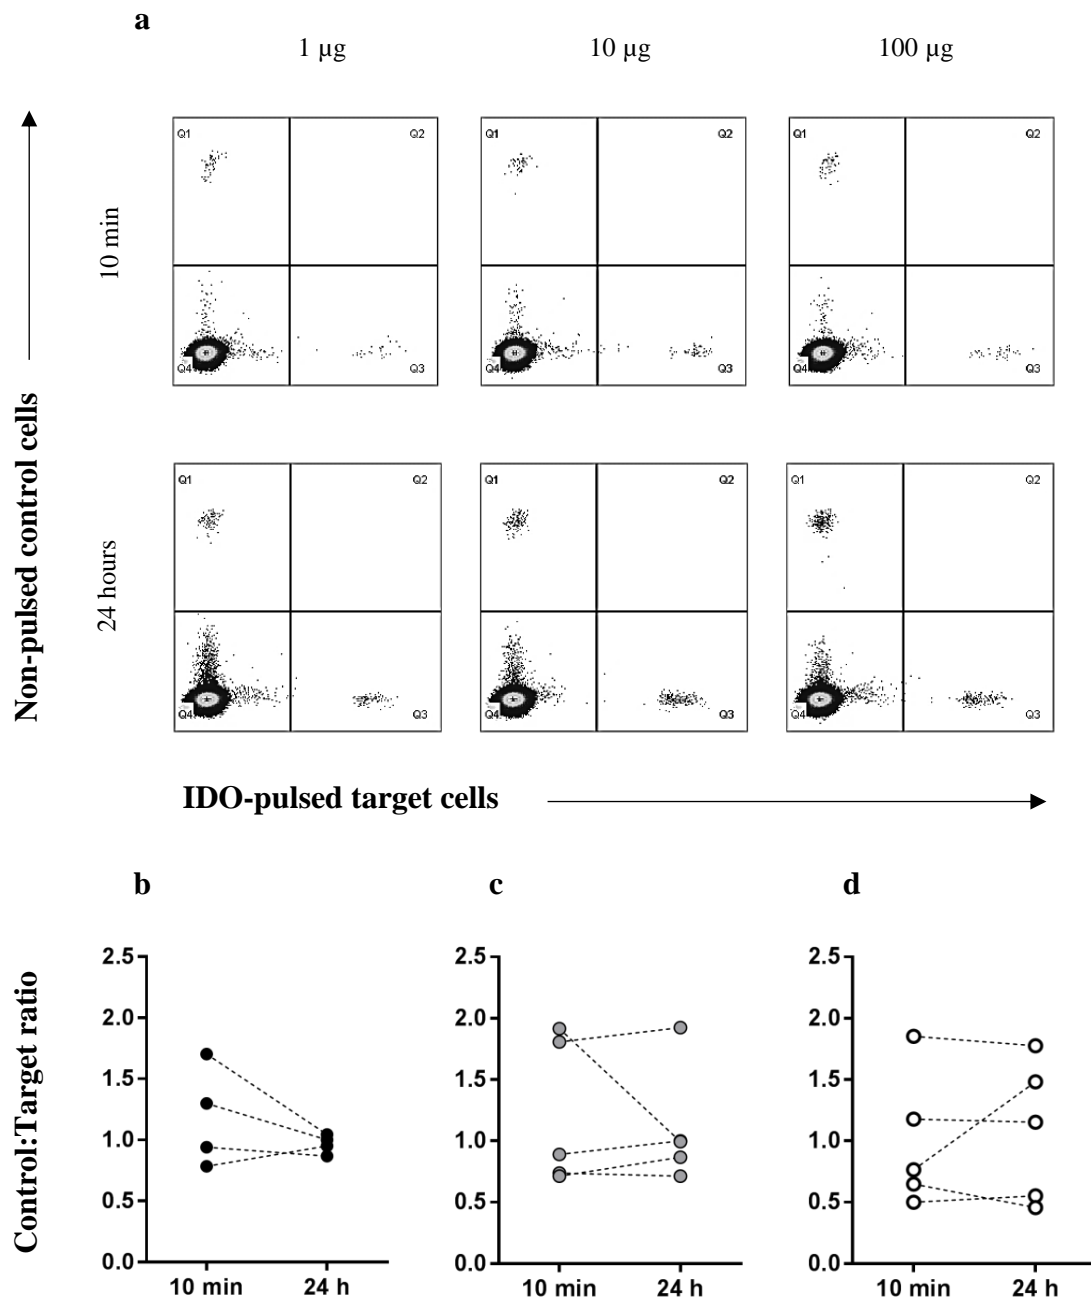 a
1 µg 10 µg 100 µg
Q1 Q2 Q1 Q2 Q1 Q2
10 min
Q4 Q3 Q4 Q3 Q4 Q3
Non-pulsed control cells
Q1 Q2 Q1 Q2 Q1 Q2
24 hours
Q4 Q3 Q4 Q3 Q4 Q3
IDO-pulsed target cells
b c d
Control:Target ratio
2.5 2.5 2.5
2.0 2.0 2.0
1.5 1.5 1.5
1.0 1.0 1.0
0.5 0.5 0.5
0.0 0.0 0.0
10 min 24 h 10 min 24 h 10 min 24 h